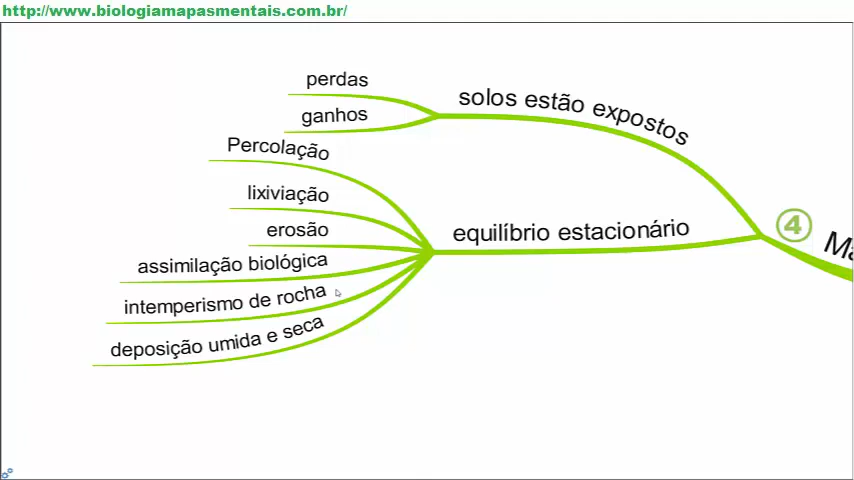 http://www.biologiamapasmentais.com.br/
perdas
ganhos
solos estão expostos
Percolação
lixiviação
erosão
assimilação biológica
intemperismo de rocha
deposição umida e seca
equilíbrio estacionário
4